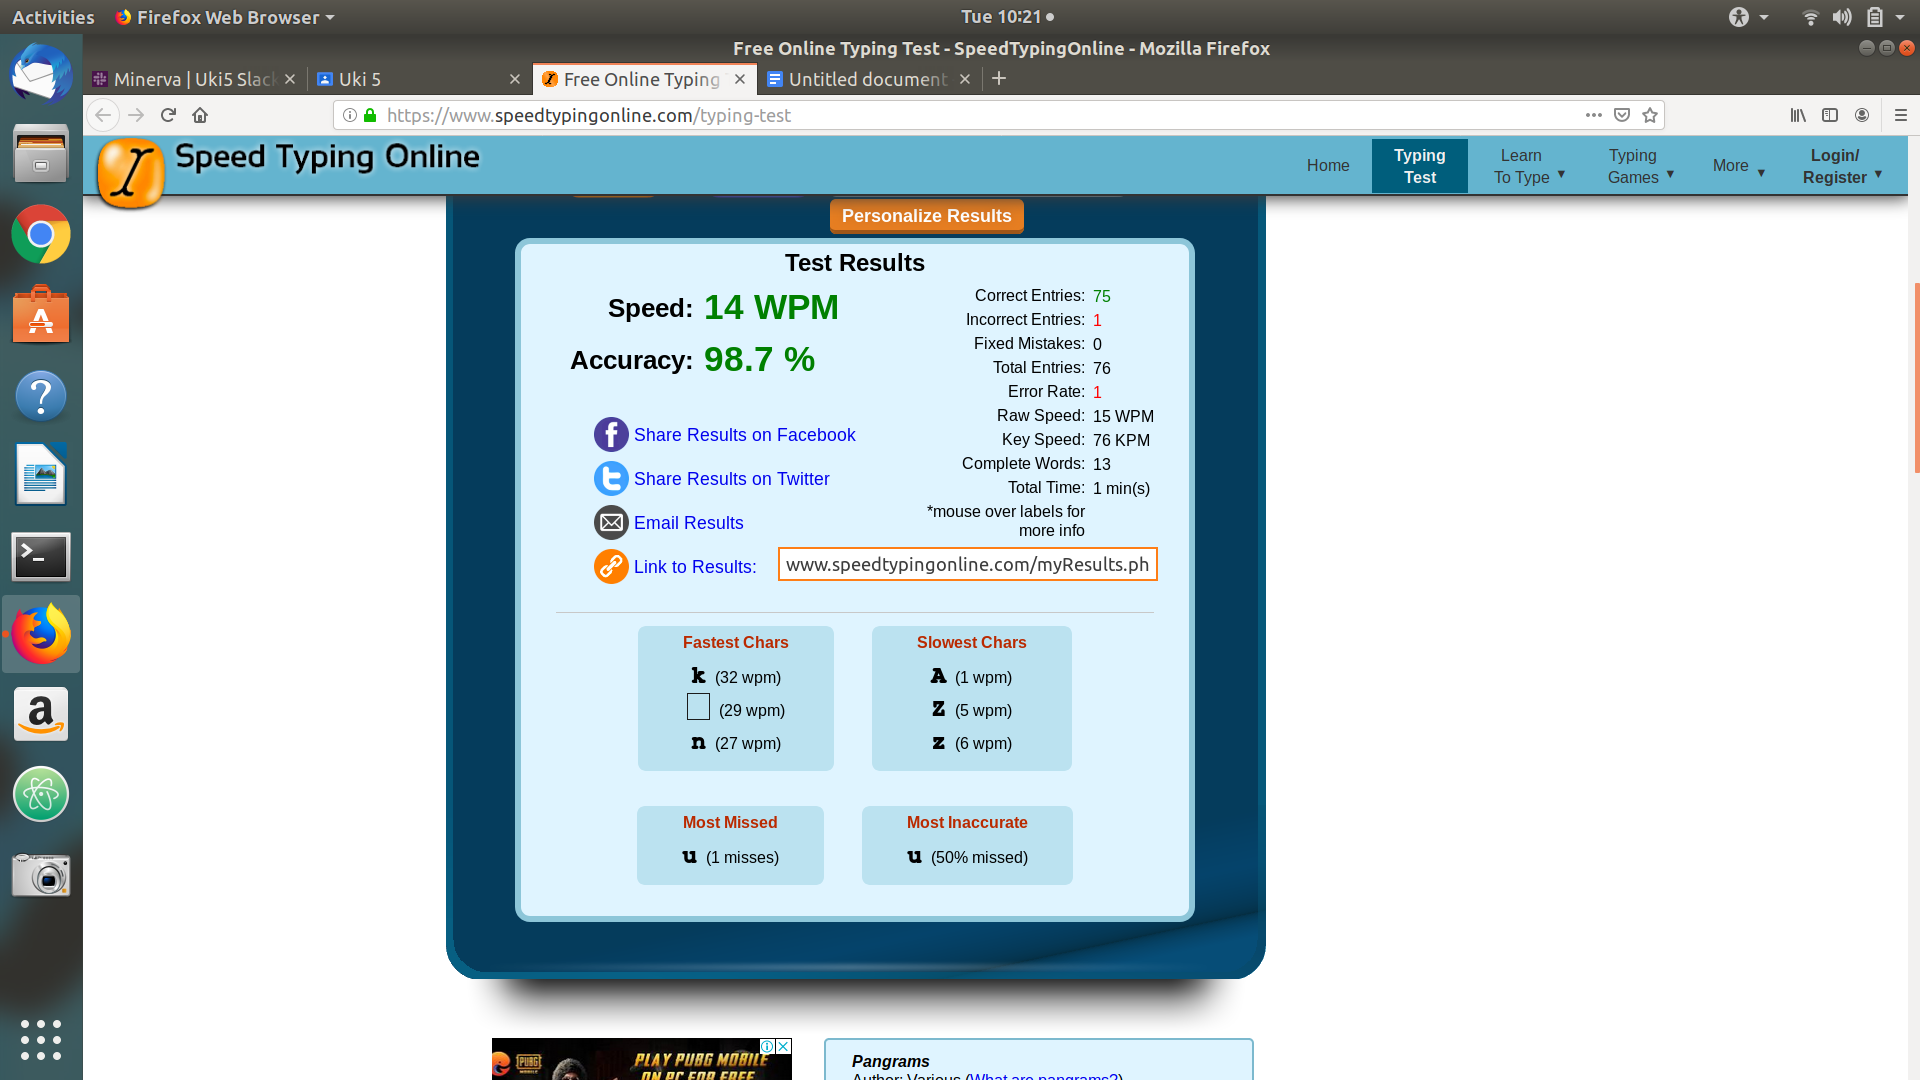 Activities Firefox Web Browser Tue 10:21
Free Online Typing Test - SpeedTypingOnline - Mozilla Firefox
Minerva | Uki5 Slack Uki 5 Free Online Typing Untitled document
https://www.speedtypingonline.com/typing-test
Speed Typing Online
Home Typing Test Learn To Type ▼ Typing Games ▼ More ▼ Login/ Register ▼
Personalize Results
Test Results
Speed: 14 WPM
Accuracy: 98.7 %
Correct Entries: 75
Incorrect Entries: 1
Fixed Mistakes: 0
Total Entries: 76
Error Rate: 1
Raw Speed: 15 WPM
Key Speed: 76 KPM
Complete Words: 13
Total Time: 1 min(s)
*mouse over labels for
more info
Share Results on Facebook
Share Results on Twitter
Email Results
Link to Results: www.speedtypingonline.com/myResults.ph
Fastest Chars
k (32 wpm)
(29 wpm)
n (27 wpm)
Slowest Chars
A (1 wpm)
Z (5 wpm)
z (6 wpm)
Most Missed
u (1 misses)
Most Inaccurate
u (50% missed)
PUBG
MOBILE
PLAY PUBG MOBILE
ON PC FOR FREE
Pangrams
Author: Various (What are pangrams?)